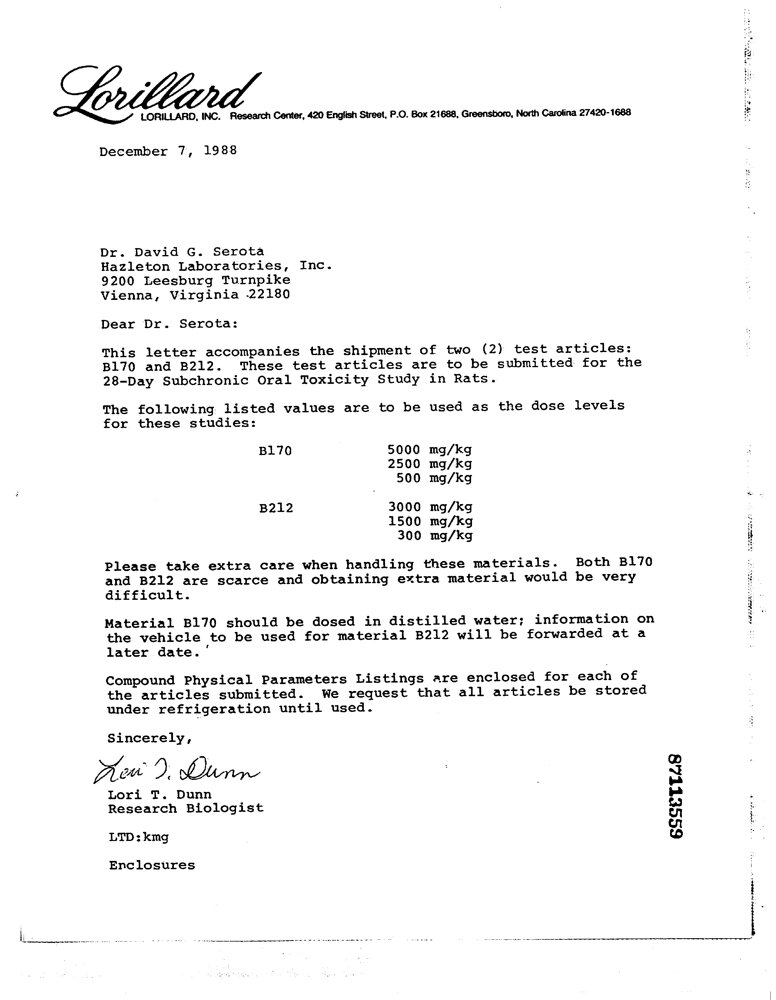 Lorillard
LORILLARD, INC. Research Center, 420 English Street, P.O. Box 21688, Greensboro, North Carolina 27420-1688
December 7, 1988
Dr. David G. Serota
Hazleton Laboratories, Inc.
9200 Leesburg Turnpike
Vienna, Virginia 22180
Dear Dr. Serota:
This letter accompanies the shipment of two (2) test articles:
B170 and B212. These test articles are to be submitted for the
28-Day Subchronic Oral Toxicity Study in Rats.
The following listed values are to be used as the dose levels
for these studies:
B170 5000 mg/kg
2500 mg/kg
500 mg/kg
B212 3000 mg/kg
1500 mg/kg
300 mg/kg
Please take extra care when handling these materials. Both B170
and B212 are scarce and obtaining extra material would be very
difficult.
Material B170 should be dosed in distilled water; information on
the vehicle to be used for material B212 will be forwarded at a
later date.
Compound Physical Parameters Listings are enclosed for each of
the articles submitted. We request that all articles be stored
under refrigeration until used.
Sincerely,
Lori T. Dunn
Lori T. Dunn
Research Biologist
LTD:kmg
Enclosures
87113559